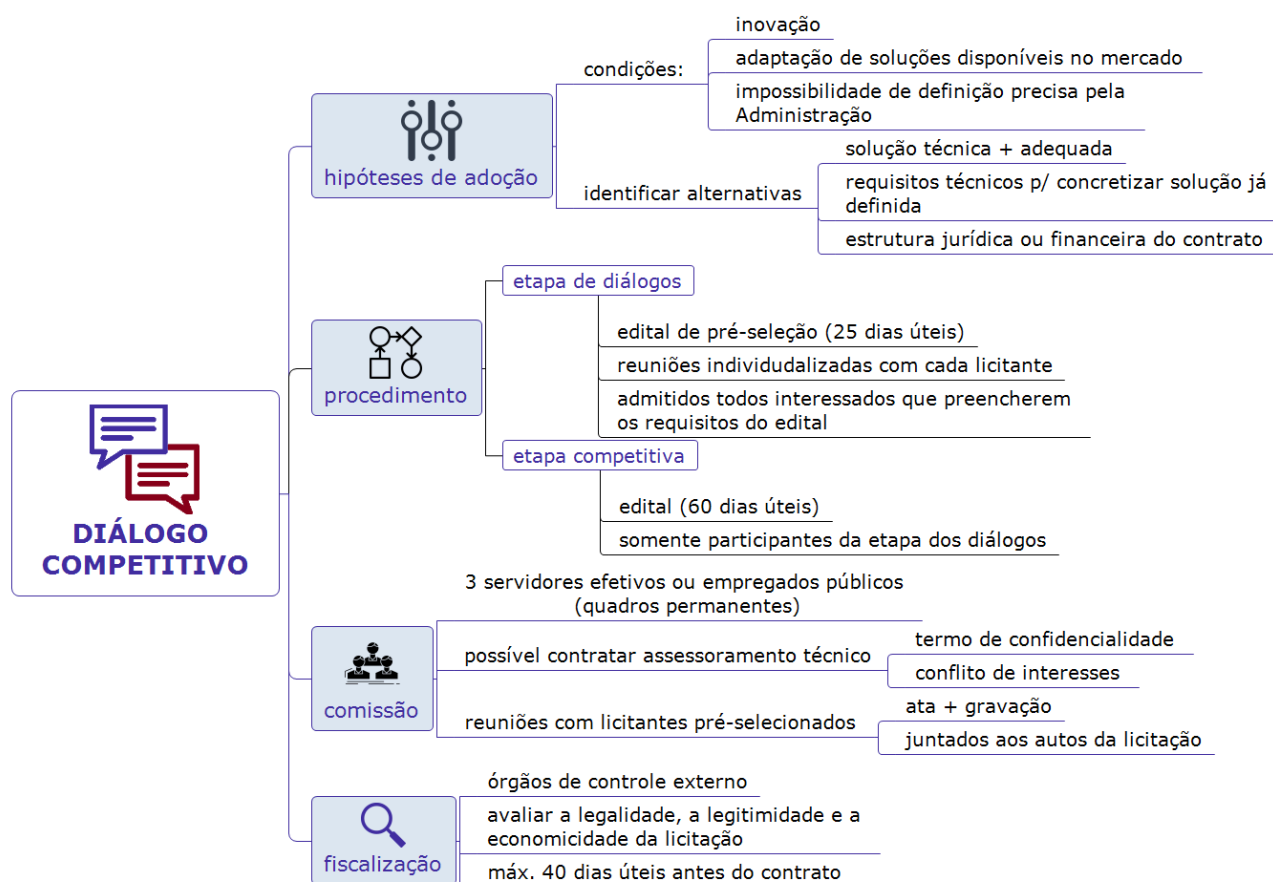 DIÁLOGO
COMPETITIVO
hipóteses de adoção
condições:
inovação
adaptação de soluções disponíveis no mercado
impossibilidade de definição precisa pela
Administração
identificar alternativas
solução técnica + adequada
requisitos técnicos p/ concretizar solução já
definida
estrutura jurídica ou financeira do contrato
procedimento
etapa de diálogos
edital de pré-seleção (25 dias úteis)
reuniões individudalizadas com cada licitante
admitidos todos interessados que preencherem
os requisitos do edital
etapa competitiva
edital (60 dias úteis)
somente participantes da etapa dos diálogos
comissão
3 servidores efetivos ou empregados públicos
(quadros permanentes)
possível contratar assessoramento técnico
termo de confidencialidade
conflito de interesses
reuniões com licitantes pré-selecionados
ata + gravação
juntados aos autos da licitação
fiscalização
órgãos de controle externo
avaliar a legalidade, a legitimidade e a
economicidade da licitação
máx. 40 dias úteis antes do contrato